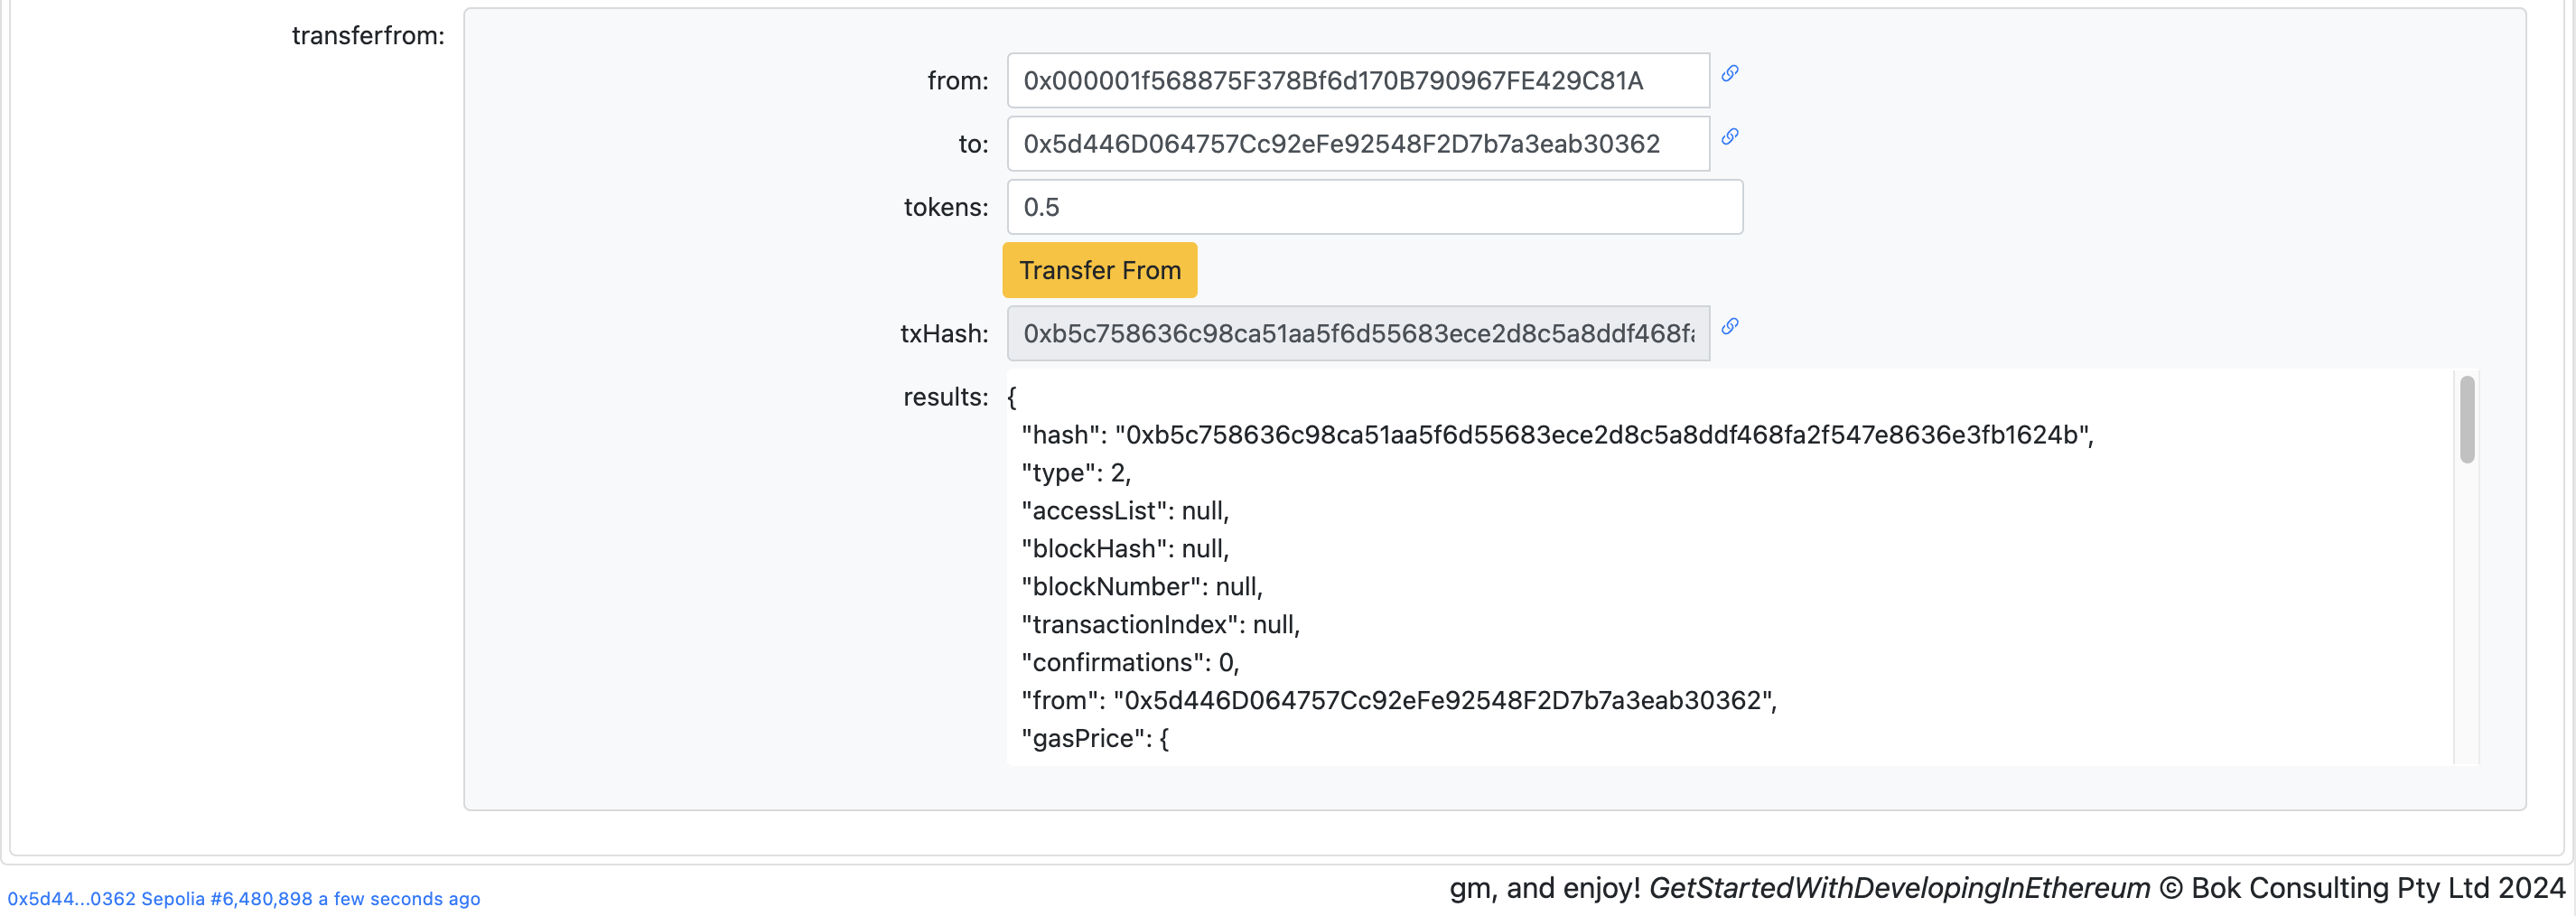 transferfrom:
from: 0x000001f568875F378Bf6d170B790967FE429C81A
to: 0x5d446D064757Cc92eFe92548F2D7b7a3eab30362
tokens: 0.5
Transfer From
txHash: 0xb5c758636c98ca51aa5f6d55683ece2d8c5a8ddf468fa
results: {
"hash": "0xb5c758636c98ca51aa5f6d55683ece2d8c5a8ddf468fa2f547e8636e3fb1624b",
"type": 2,
"accessList": null,
"blockHash": null,
"blockNumber": null,
"transactionIndex": null,
"confirmations": 0,
"from": "0x5d446D064757Cc92eFe92548F2D7b7a3eab30362",
"gasPrice": {
0x5d44...0362 Sepolia #6,480,898 a few seconds ago
gm, and enjoy! GetStartedWithDevelopingInEthereum © Bok Consulting Pty Ltd 2024